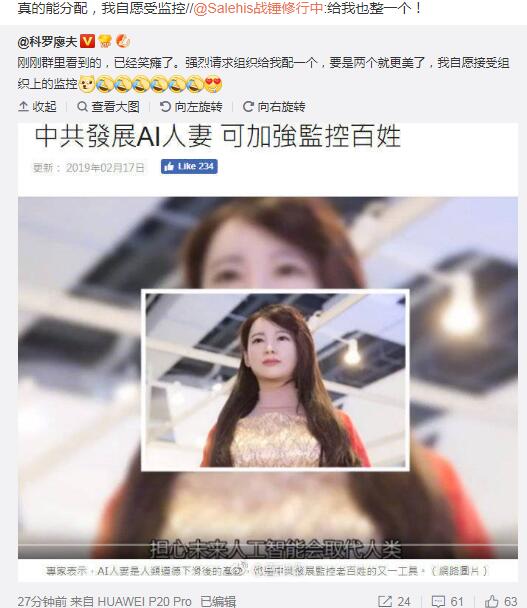 真的能分配，我自愿受监控//@Salehis战锤修行中:给我也整一个！
@科罗廖夫
刚刚群里看到的，已经笑瘫了。强烈请求组织给我配一个，要是两个就更美了，我自愿接受组
织上的监控
收起 查看大图 向左旋转 向右旋转
中共發展AI人妻 可加強監控百姓
更新： 2019年02月17日 Like 234
担心未来人工智能会取代人类
專家表示，AI人妻是人類道德下滑後的產物，也是中共發展監控老百姓的又一工具。（網路圖片）
27分钟前 来自 HUAWEI P20 Pro 已编辑
24 61 63